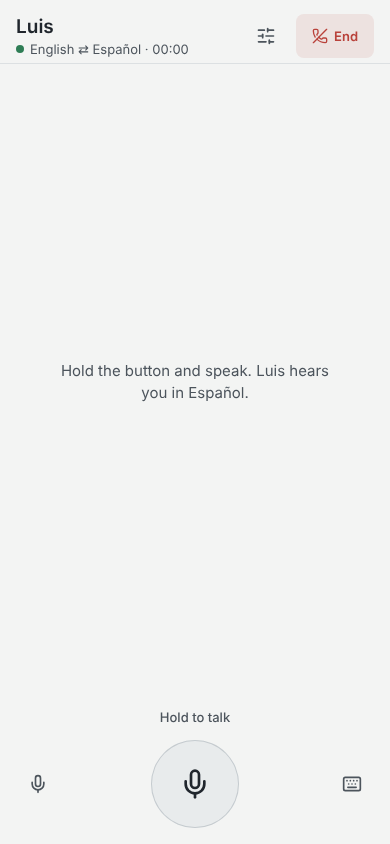 Luis
English ⇄ Español · 00:00
End
Hold the button and speak. Luis hears
you in Español.
Hold to talk